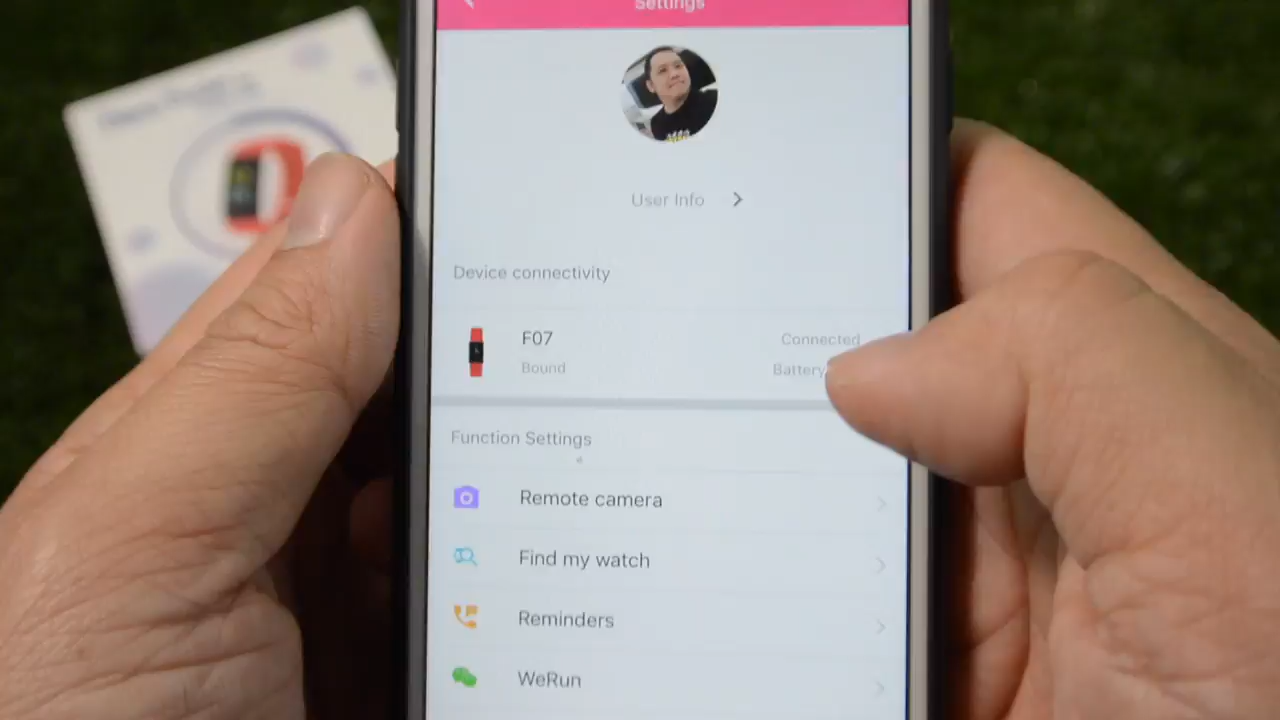 Settings
User Info
Device connectivity
F07
Connected
Bound
Battery
Function Settings
Remote camera
Find my watch
Reminders
WeRun